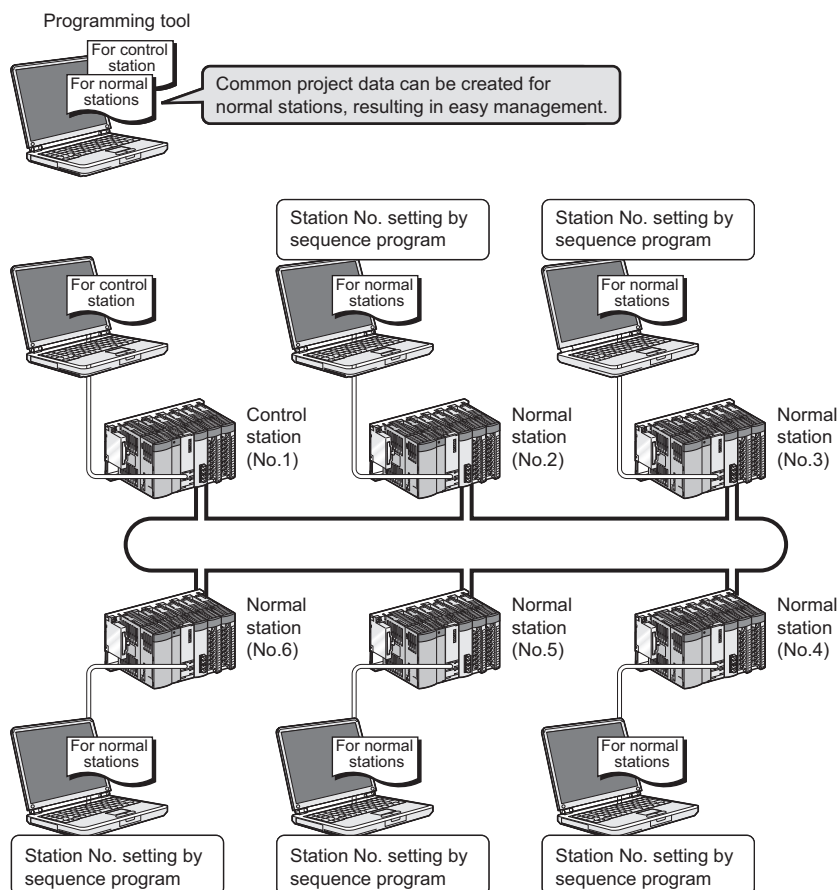 Programming tool
For control
station
For normal
stations
Common project data can be created for
normal stations, resulting in easy management.
Station No. setting by
sequence program
Station No. setting by
sequence program
For control
station
For normal
stations
For normal
stations
Control
station
(No.1)
Normal
station
(No.2)
Normal
station
(No.3)
Normal
station
(No.6)
Normal
station
(No.5)
Normal
station
(No.4)
For normal
stations
For normal
stations
For normal
stations
Station No. setting by
sequence program
Station No. setting by
sequence program
Station No. setting by
sequence program